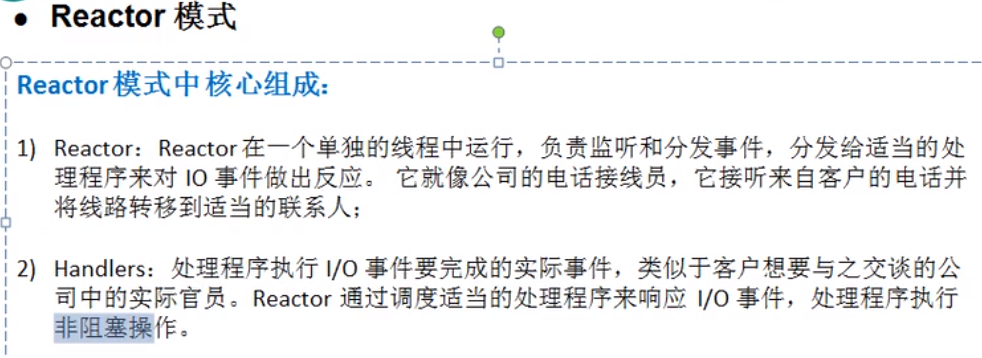 ● Reactor 模式
Reactor模式中核心组成：
1) Reactor：Reactor 在一个单独的线程中运行，负责监听和分发事件，分发给适当的处
理程序来对 IO 事件做出反应。 它就像公司的电话接线员，它接听来自客户的电话并
将线路转移到适当的联系人；
2) Handlers：处理程序执行 I/O 事件要完成的实际事件，类似于客户想要与之交谈的公
司中的实际官员。Reactor 通过调度适当的处理程序来响应 I/O 事件，处理程序执行
非阻塞操作。